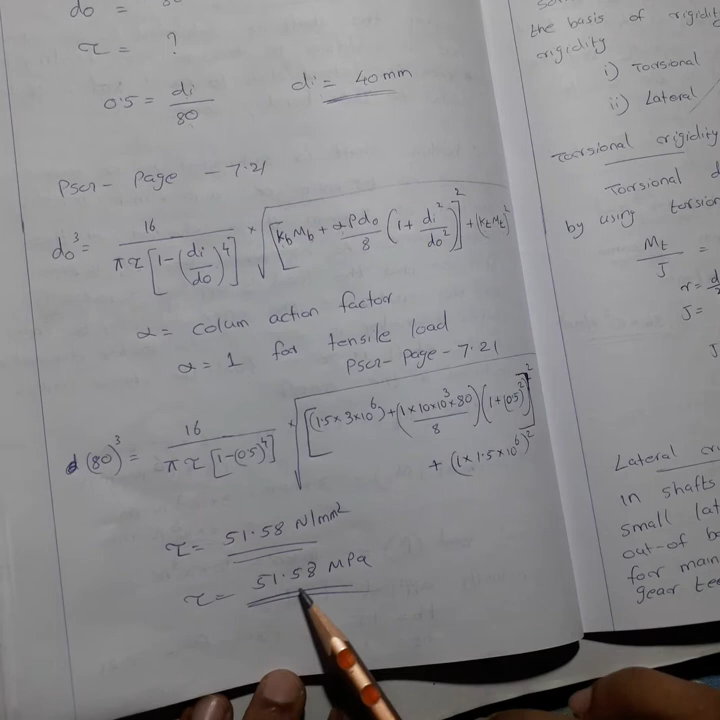 do =
τ = ?
0.5 = di/80    di = 40mm
PSCR- Page - 7.21
do³ = 16/(πτ[1-(di/do)⁴]) × √([KbMb + αPdo/8 (1+di²/do²)]² + (KtMt)²)
α = colum action factor
α = 1 for tensile load
PSCR- Page - 7.21
(80)³ = 16/(πτ[1-(0.5)⁴]) × √([(1.5×3×10⁶)+(1×10×10³×80/8)(1+(0.5)²)]²
+ (1×1.5×10⁶)²
τ = 51.58 N/mm²
τ = 51.58 MPa
the basis of rigidity
rigidity
i) Torsional
ii) Lateral
Torsional rigidity
Torsional d
by using torsion
Mt/J =
r = d
J =
J
Lateral
in shafts
small lat
out-of b
for main
gear tee